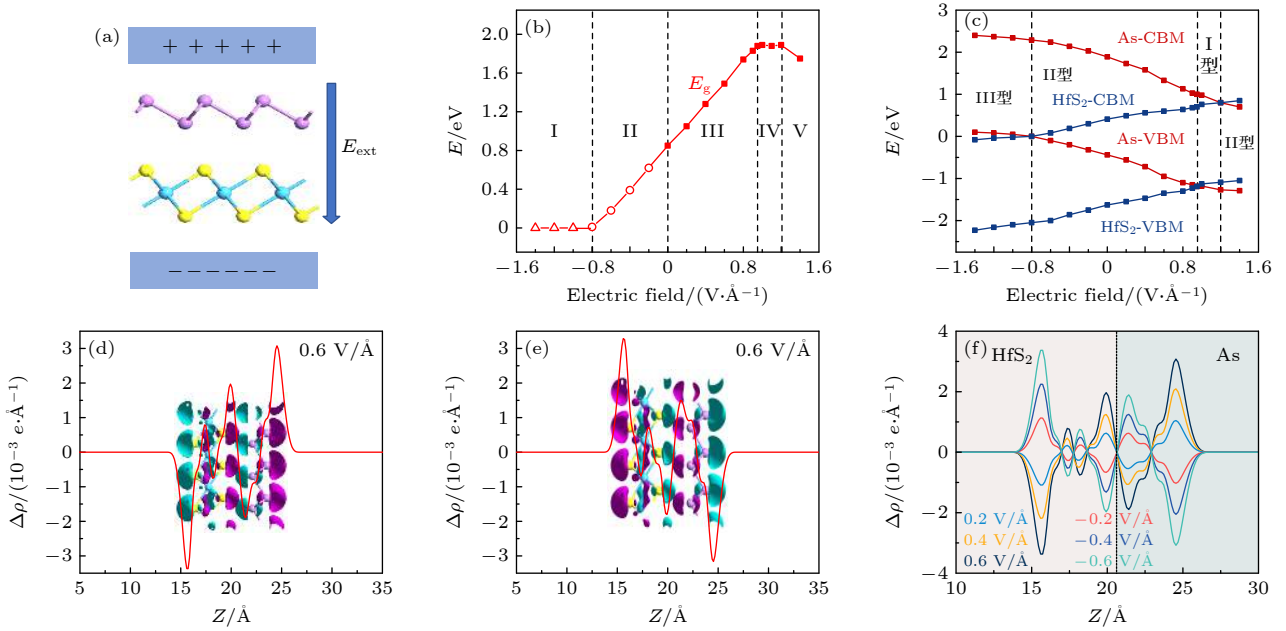 (a)
+ + + + +
E_ext
− − − − − −
(b)
2.0
1.6
1.2
0.8
0.4
0
E/eV
E_g
I
II
III
IV
V
−1.6
−0.8
0
0.8
1.6
Electric field/(V·Å⁻¹)
(c)
3
2
1
0
−1
−2
E/eV
As-CBM
I型
II型
III型
HfS₂-CBM
As-VBM
II型
HfS₂-VBM
−1.6
−0.8
0
0.8
1.6
Electric field/(V·Å⁻¹)
(d)
0.6 V/Å
3
2
1
0
−1
−2
−3
Δρ/(10⁻³ e·Å⁻¹)
5
10
15
20
25
30
35
Z/Å
(e)
0.6 V/Å
3
2
1
0
−1
−2
−3
Δρ/(10⁻³ e·Å⁻¹)
5
10
15
20
25
30
35
Z/Å
(f)
HfS₂
As
4
2
0
−2
−4
Δρ/(10⁻³ e·Å⁻¹)
0.2 V/Å
−0.2 V/Å
0.4 V/Å
−0.4 V/Å
0.6 V/Å
−0.6 V/Å
10
15
20
25
30
Z/Å